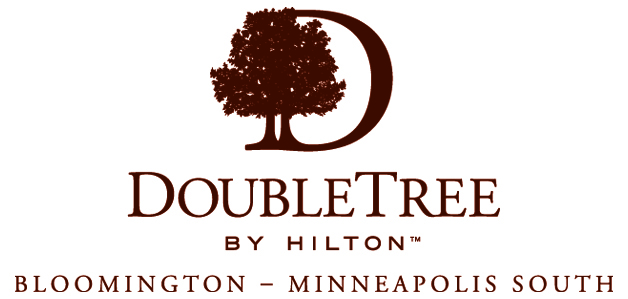 D
DOUBLETREE
BY HILTON™
BLOOMINGTON – MINNEAPOLIS SOUTH